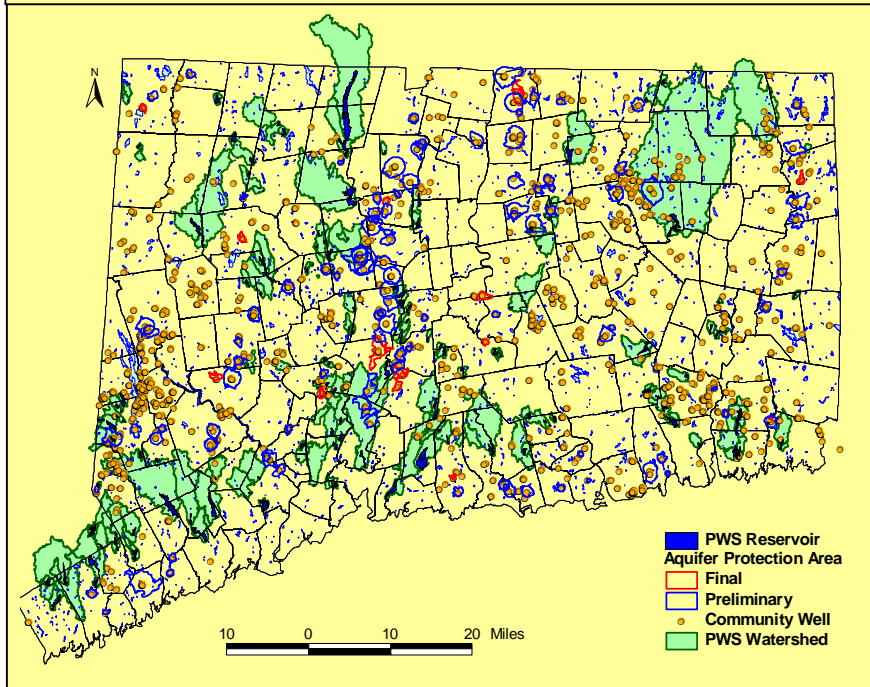 N
PWS Reservoir
Aquifer Protection Area
Final
Preliminary
Community Well
PWS Watershed
10 0 10 20 Miles